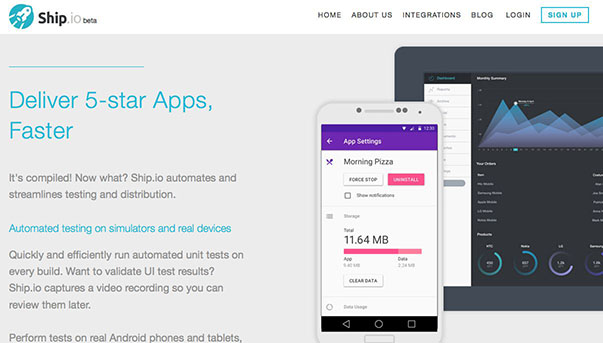 Ship.io beta
HOME ABOUT US INTEGRATIONS BLOG LOGIN SIGN UP
Deliver 5-star Apps,
Faster
It's compiled! Now what? Ship.io automates and
streamlines testing and distribution.
Automated testing on simulators and real devices
Quickly and efficiently run automated unit tests on
every build. Want to validate UI test results?
Ship.io captures a video recording so you can
review them later.
Perform tests on real Android phones and tablets,
12:30
App Settings
Morning Pizza
FORCE STOP UNINSTALL
Show notifications
Storage
Total
11.64 MB
App Data
9.40 MB 2.24 MB
CLEAR DATA
Data Usage
Dashboard
Monthly Summary
Your Orders
Products